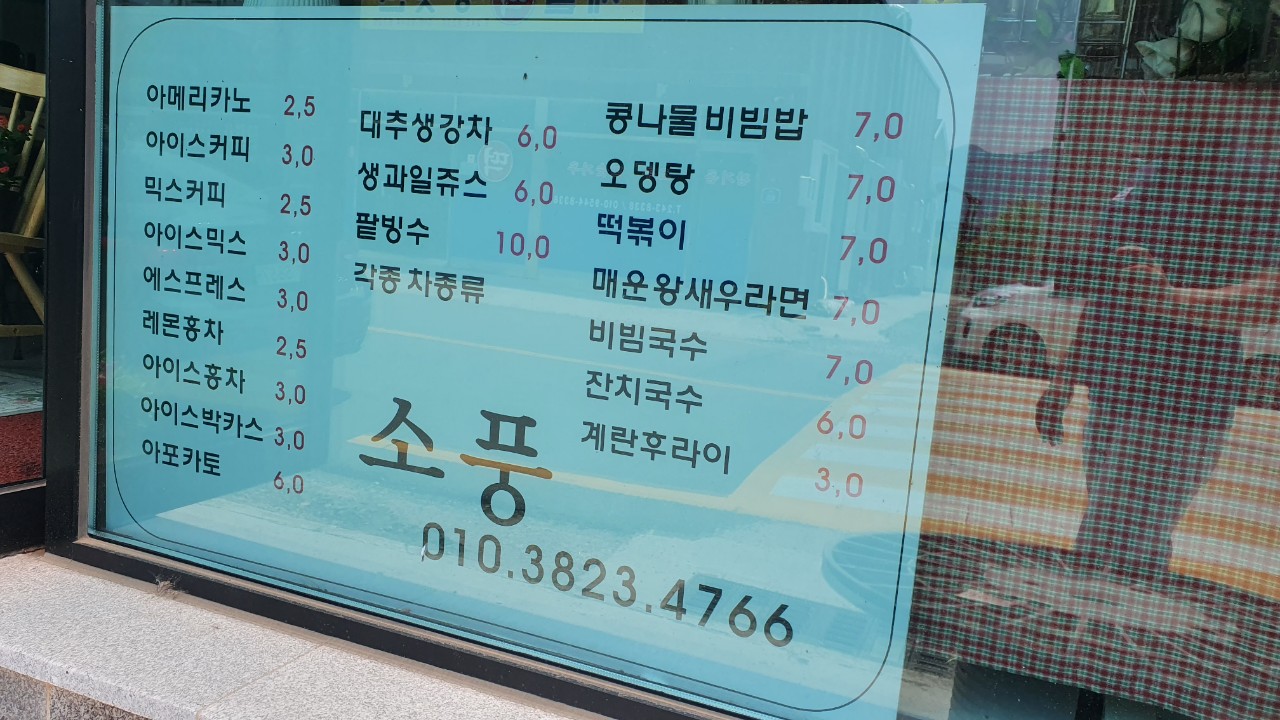 아메리카노 2,5
아이스커피 3,0
믹스커피 2,5
아이스믹스 3,0
에스프레스 3,0
레몬홍차 2,5
아이스홍차 3,0
아이스박카스 3,0
아포카토 6,0
대추생강차 6,0
생과일쥬스 6,0
팥빙수 10,0
각종 차종류
콩나물 비빔밥 7,0
오뎅탕 7,0
떡볶이 7,0
매운 왕새우라면 7,0
비빔국수 7,0
잔치국수 6,0
계란후라이 3,0
소풍
010.3823.4766